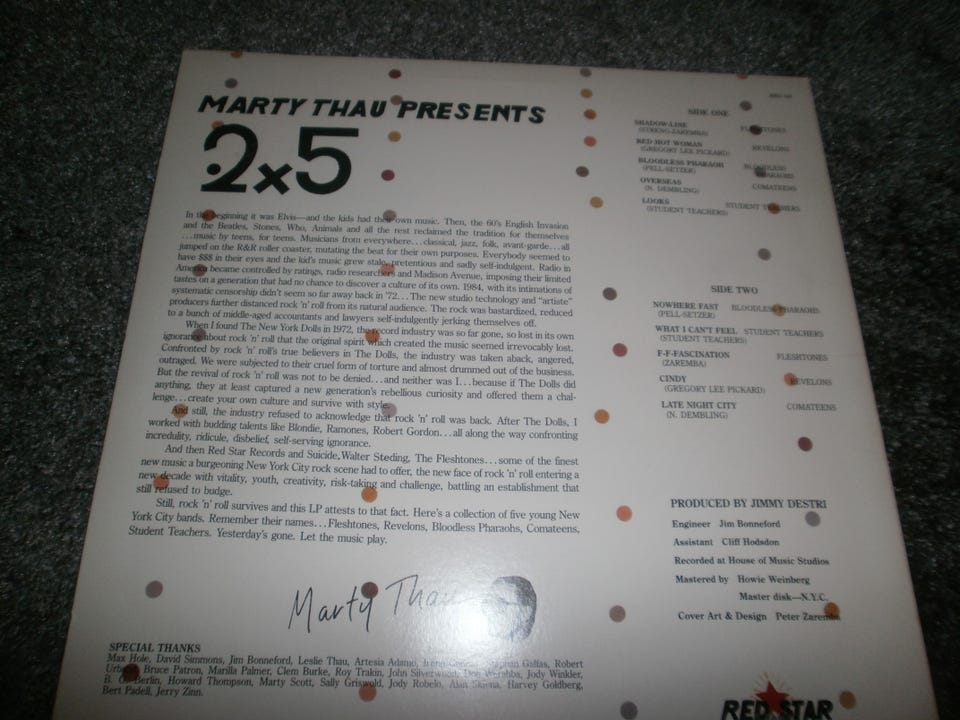 MARTY THAU PRESENTS
2x5
In the beginning it was Elvis—and the kids had their own music. Then, the 60's English Invasion
and the Beatles, Stones, Who, Animals and all the rest reclaimed the tradition for themselves
...music by teens, for teens. Musicians from everywhere...classical, jazz, folk, avant-garde...all
jumped on the R&R roller coaster, mutating the beat for their own purposes. Everybody seemed to
have $$$ in their eyes and the kid's music grew stale, pretentious and sadly self-indulgent. Radio in
America became controlled by ratings, radio researchers and Madison Avenue, imposing their limited
tastes on a generation that had no chance to discover a culture of its own. 1984, with its intimations of
systematic censorship didn't seem so far away back in '72...The new studio technology and "artiste"
producers further distanced rock 'n' roll from its natural audience. The rock was bastardized, reduced
to a bunch of middle-aged accountants and lawyers self-indulgently jerking themselves off.
When I found The New York Dolls in 1972, the record industry was so far gone, so lost in its own
ignorance about rock 'n' roll that the original spirit which created the music seemed irrevocably lost.
Confronted by rock 'n' roll's true believers in The Dolls, the industry was taken aback, angered,
outraged. We were subjected to their cruel form of torture and almost drummed out of the business.
But the revival of rock 'n' roll was not to be denied...and neither was I...because if The Dolls did
anything, they at least captured a new generation's rebellious curiosity and offered them a chal-
lenge...create your own culture and survive with style.
And still, the industry refused to acknowledge that rock 'n' roll was back. After The Dolls, I
worked with budding talents like Blondie, Ramones, Robert Gordon...all along the way confronting
incredulity, ridicule, disbelief, self-serving ignorance.
And then Red Star Records and Suicide, Walter Steding, The Fleshtones...some of the finest
new music a burgeoning New York City rock scene had to offer, the new face of rock 'n' roll entering a
new decade with vitality, youth, creativity, risk-taking and challenge, battling an establishment that
still refused to budge.
Still, rock 'n' roll survives and this LP attests to that fact. Here's a collection of five young New
York City bands. Remember their names...Fleshtones, Revelons, Bloodless Pharaohs, Comateens,
Student Teachers. Yesterday's gone. Let the music play.
Marty Thau
SPECIAL THANKS
Max Hole, David Simmons, Jim Bonneford, Leslie Thau, Artesia Adamo, Stephan Galfas, Robert
Bruce Patron, Marilla Palmer, Clem Burke, Roy Trakin, John Silverwood, Don Wershba, Jody Winkler,
B. G. Berlin, Howard Thompson, Marty Scott, Sally Griswold, Jody Robelo, Alan Skiena, Harvey Goldberg,
Bert Padell, Jerry Zinn.
SIDE ONE
SHADOW-LINE FLESHTONES
(STRENG-ZAREMBA)
RED HOT WOMAN REVELONS
(GREGORY LEE PICKARD)
BLOODLESS PHARAOH BLOODLESS
(PELL-SETZER) PHARAOHS
OVERSEAS COMATEENS
(N. DEMBLING)
LOOKS STUDENT TEACHERS
(STUDENT TEACHERS)
SIDE TWO
NOWHERE FAST BLOODLESS PHARAOHS
(PELL-SETZER)
WHAT I CAN'T FEEL STUDENT TEACHERS
(STUDENT TEACHERS)
F-F-FASCINATION FLESHTONES
(ZAREMBA)
CINDY REVELONS
(GREGORY LEE PICKARD)
LATE NIGHT CITY COMATEENS
(N. DEMBLING)
PRODUCED BY JIMMY DESTRI
Engineer Jim Bonneford
Assistant Cliff Hodsdon
Recorded at House of Music Studios
Mastered by Howie Weinberg
Master disk—N.Y.C.
Cover Art & Design Peter Zaremba
RED STAR